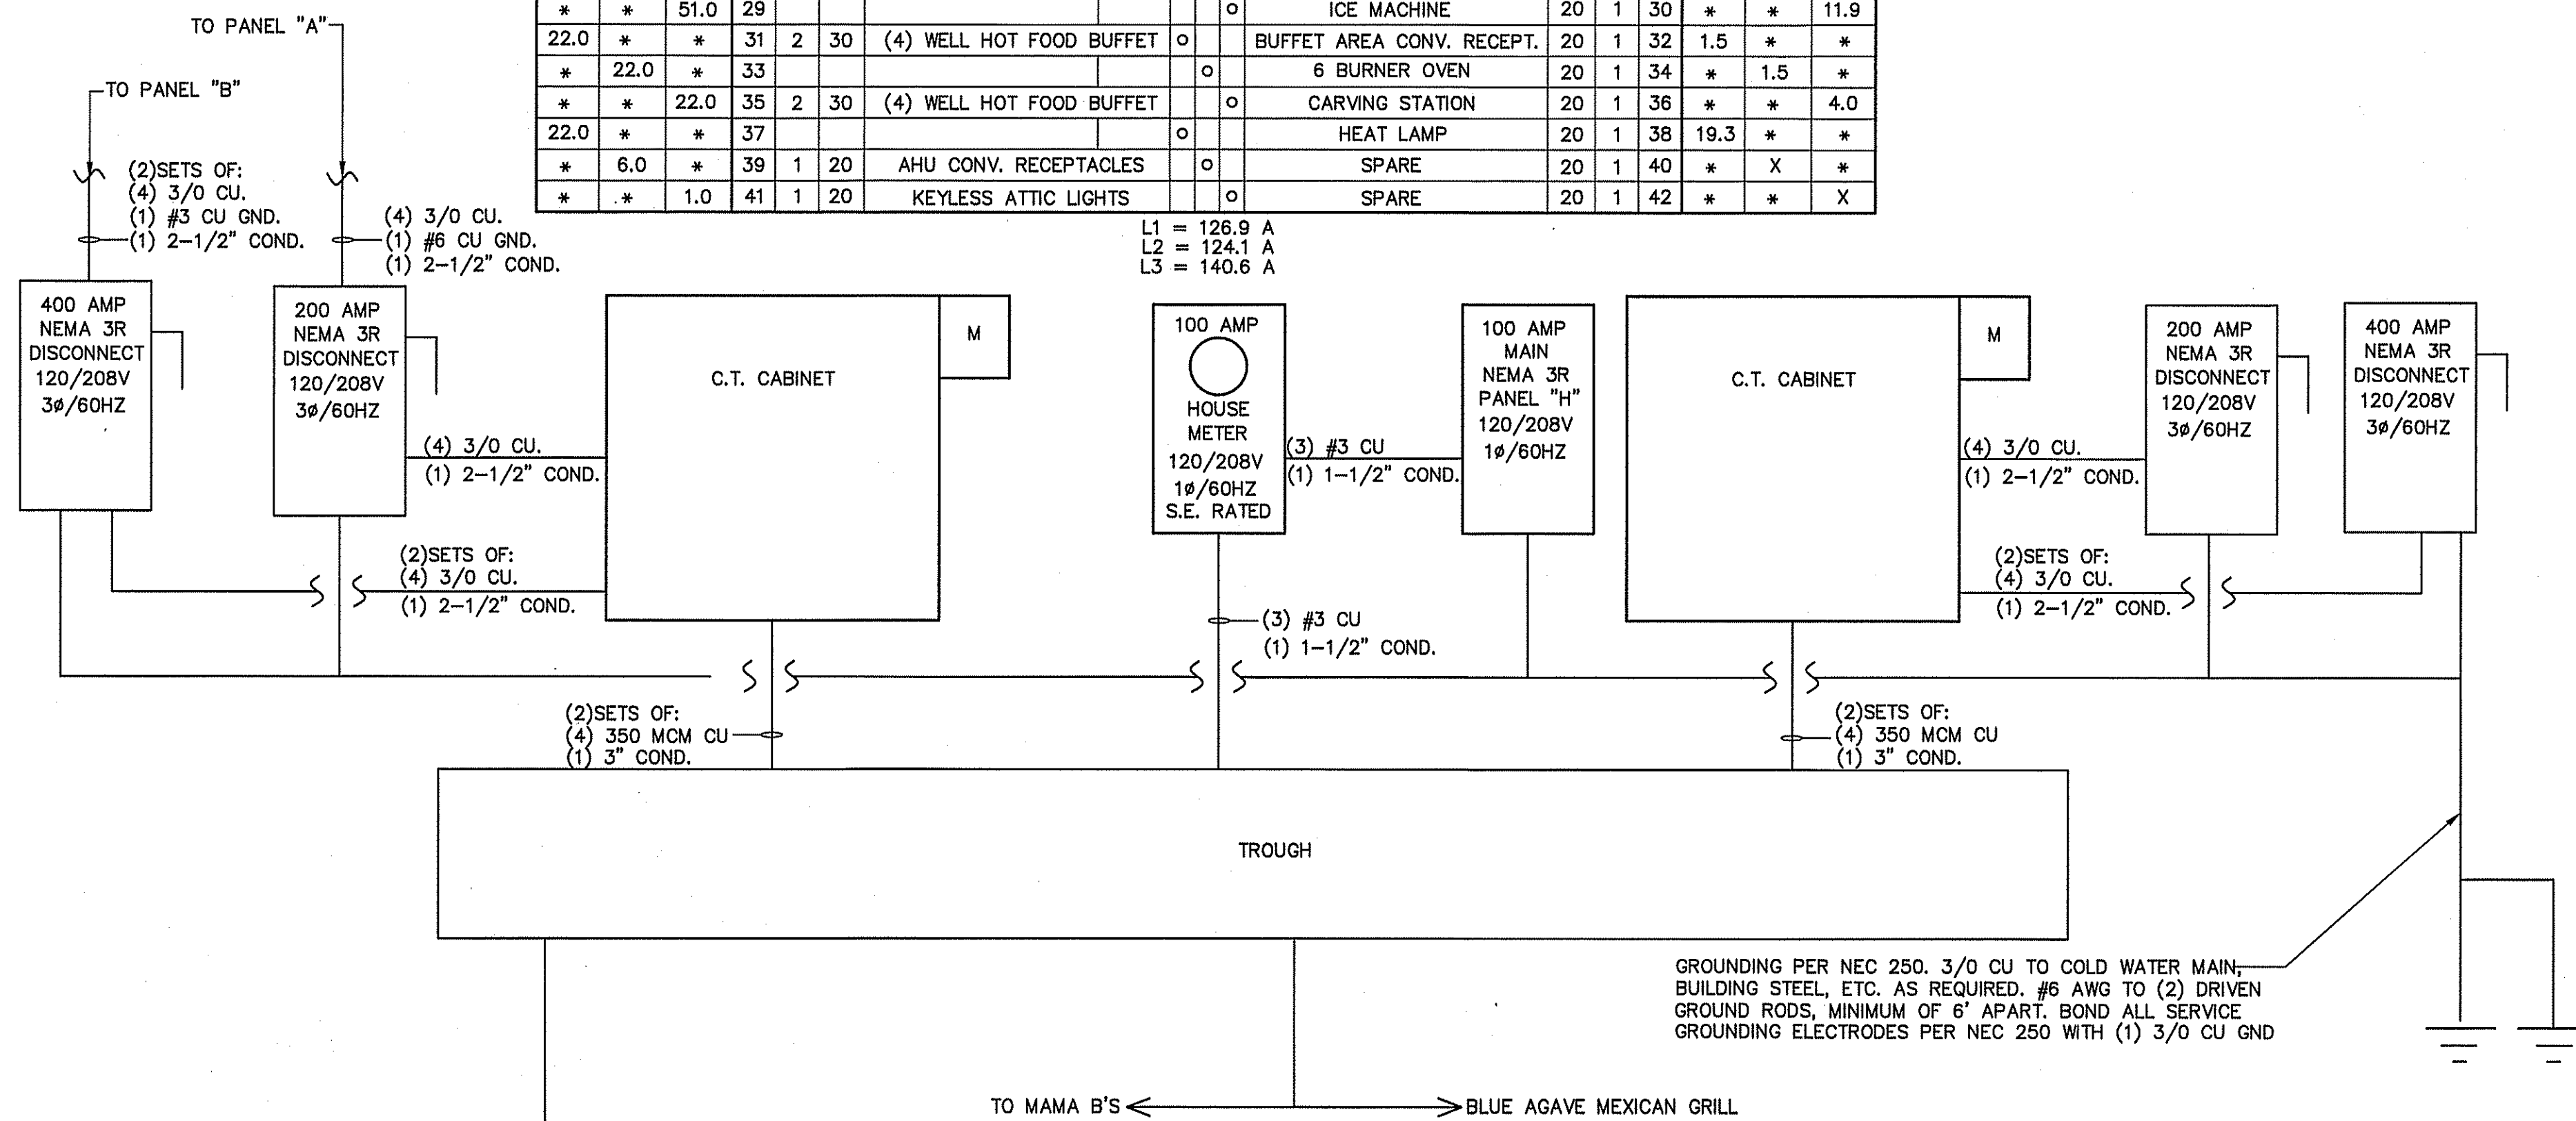 * * 51.0 29 o ICE MACHINE 20 1 30 * * 11.9
22.0 * * 31 2 30 (4) WELL HOT FOOD BUFFET o BUFFET AREA CONV. RECEPT. 20 1 32 1.5 * *
* 22.0 * 33 o 6 BURNER OVEN 20 1 34 * 1.5 *
* * 22.0 35 2 30 (4) WELL HOT FOOD BUFFET o CARVING STATION 20 1 36 * * 4.0
22.0 * * 37 o HEAT LAMP 20 1 38 19.3 * *
* 6.0 * 39 1 20 AHU CONV. RECEPTACLES o SPARE 20 1 40 * X *
* * 1.0 41 1 20 KEYLESS ATTIC LIGHTS o SPARE 20 1 42 * * X
L1 = 126.9 A
L2 = 124.1 A
L3 = 140.6 A
TO PANEL "A"
TO PANEL "B"
(2)SETS OF:
(4) 3/0 CU.
(1) #3 CU GND.
(1) 2-1/2" COND.
(4) 3/0 CU.
(1) #6 CU GND.
(1) 2-1/2" COND.
400 AMP
NEMA 3R
DISCONNECT
120/208V
3ø/60HZ
200 AMP
NEMA 3R
DISCONNECT
120/208V
3ø/60HZ
(4) 3/0 CU.
(1) 2-1/2" COND.
(2)SETS OF:
(4) 3/0 CU.
(1) 2-1/2" COND.
C.T. CABINET
M
100 AMP
HOUSE
METER
120/208V
1ø/60HZ
S.E. RATED
(3) #3 CU
(1) 1-1/2" COND.
100 AMP
MAIN
NEMA 3R
PANEL "H"
120/208V
1ø/60HZ
C.T. CABINET
M
(4) 3/0 CU.
(1) 2-1/2" COND.
(2)SETS OF:
(4) 3/0 CU.
(1) 2-1/2" COND.
200 AMP
NEMA 3R
DISCONNECT
120/208V
3ø/60HZ
400 AMP
NEMA 3R
DISCONNECT
120/208V
3ø/60HZ
(3) #3 CU
(1) 1-1/2" COND.
(2)SETS OF:
(4) 350 MCM CU
(1) 3" COND.
(2)SETS OF:
(4) 350 MCM CU
(1) 3" COND.
TROUGH
GROUNDING PER NEC 250. 3/0 CU TO COLD WATER MAIN,
BUILDING STEEL, ETC. AS REQUIRED. #6 AWG TO (2) DRIVEN
GROUND RODS, MINIMUM OF 6' APART. BOND ALL SERVICE
GROUNDING ELECTRODES PER NEC 250 WITH (1) 3/0 CU GND
TO MAMA B'S
BLUE AGAVE MEXICAN GRILL